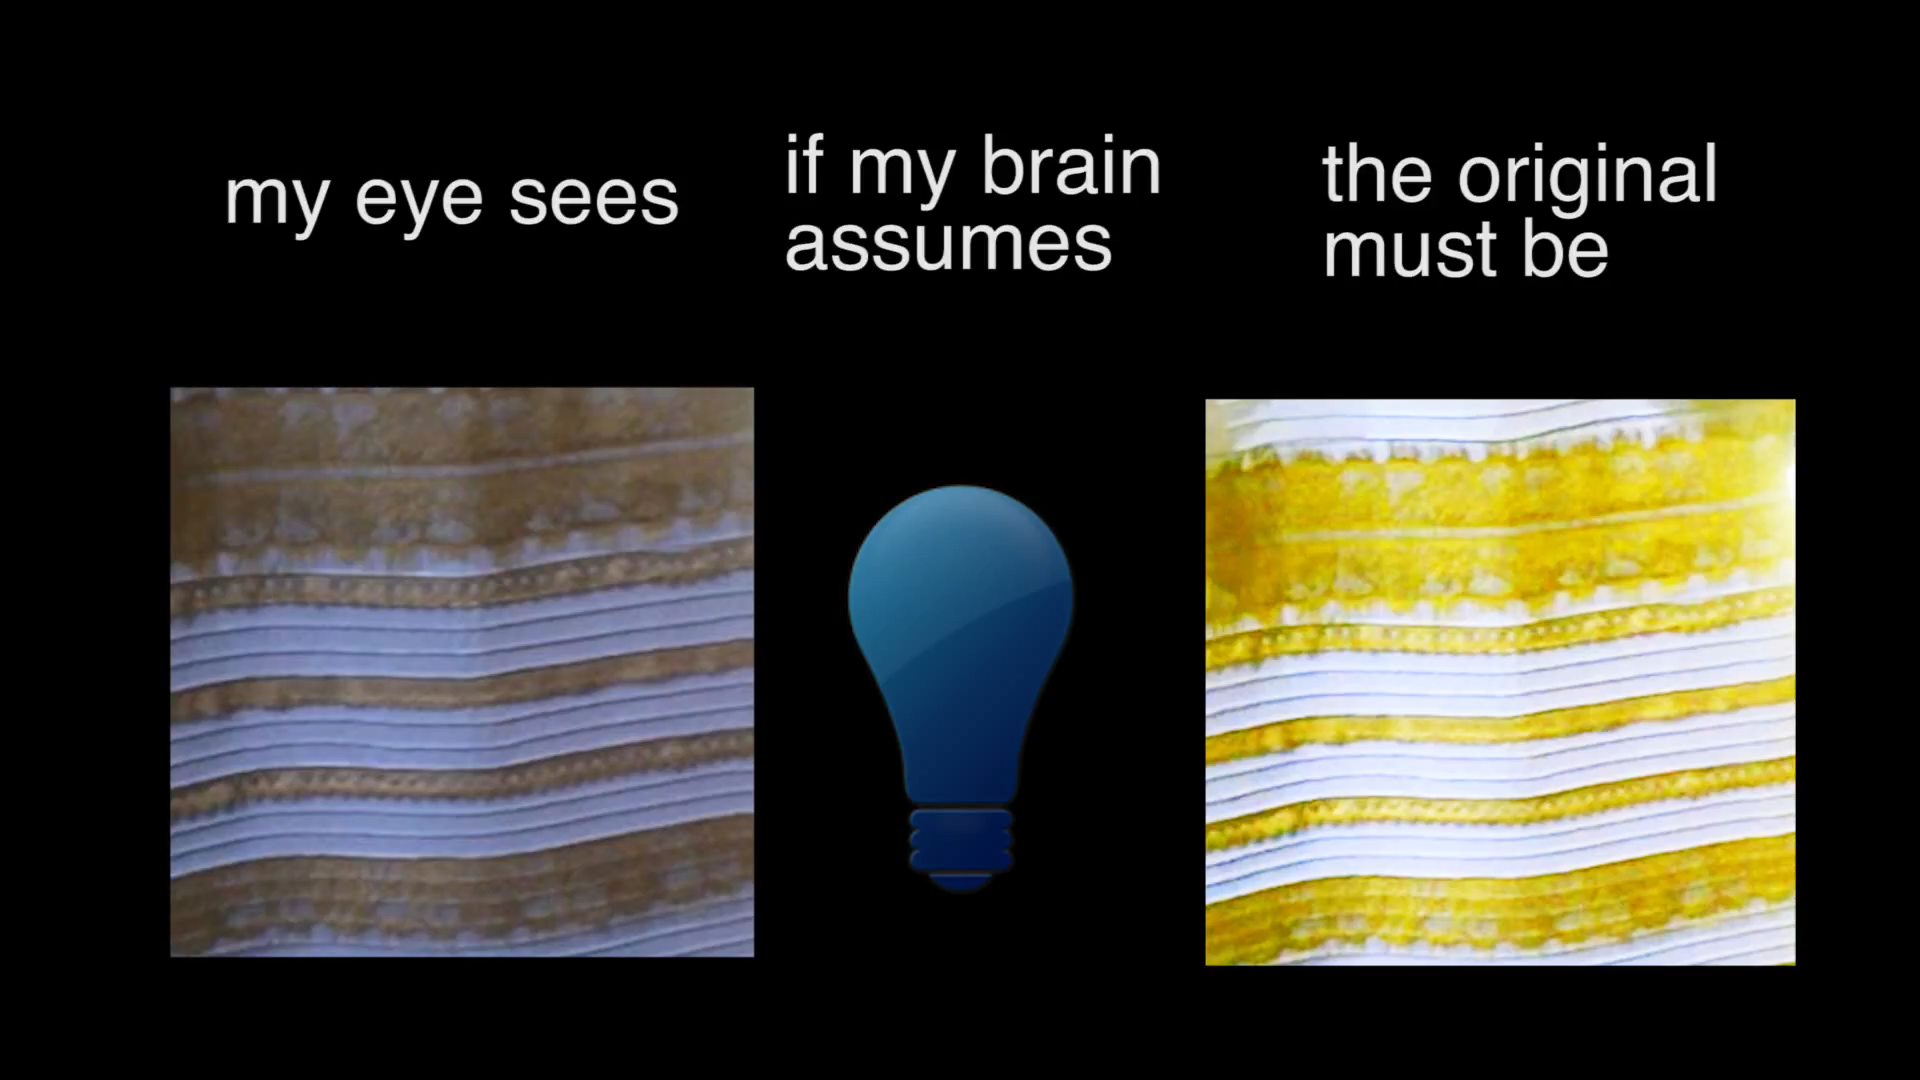 my eye sees
if my brain
assumes
the original
must be